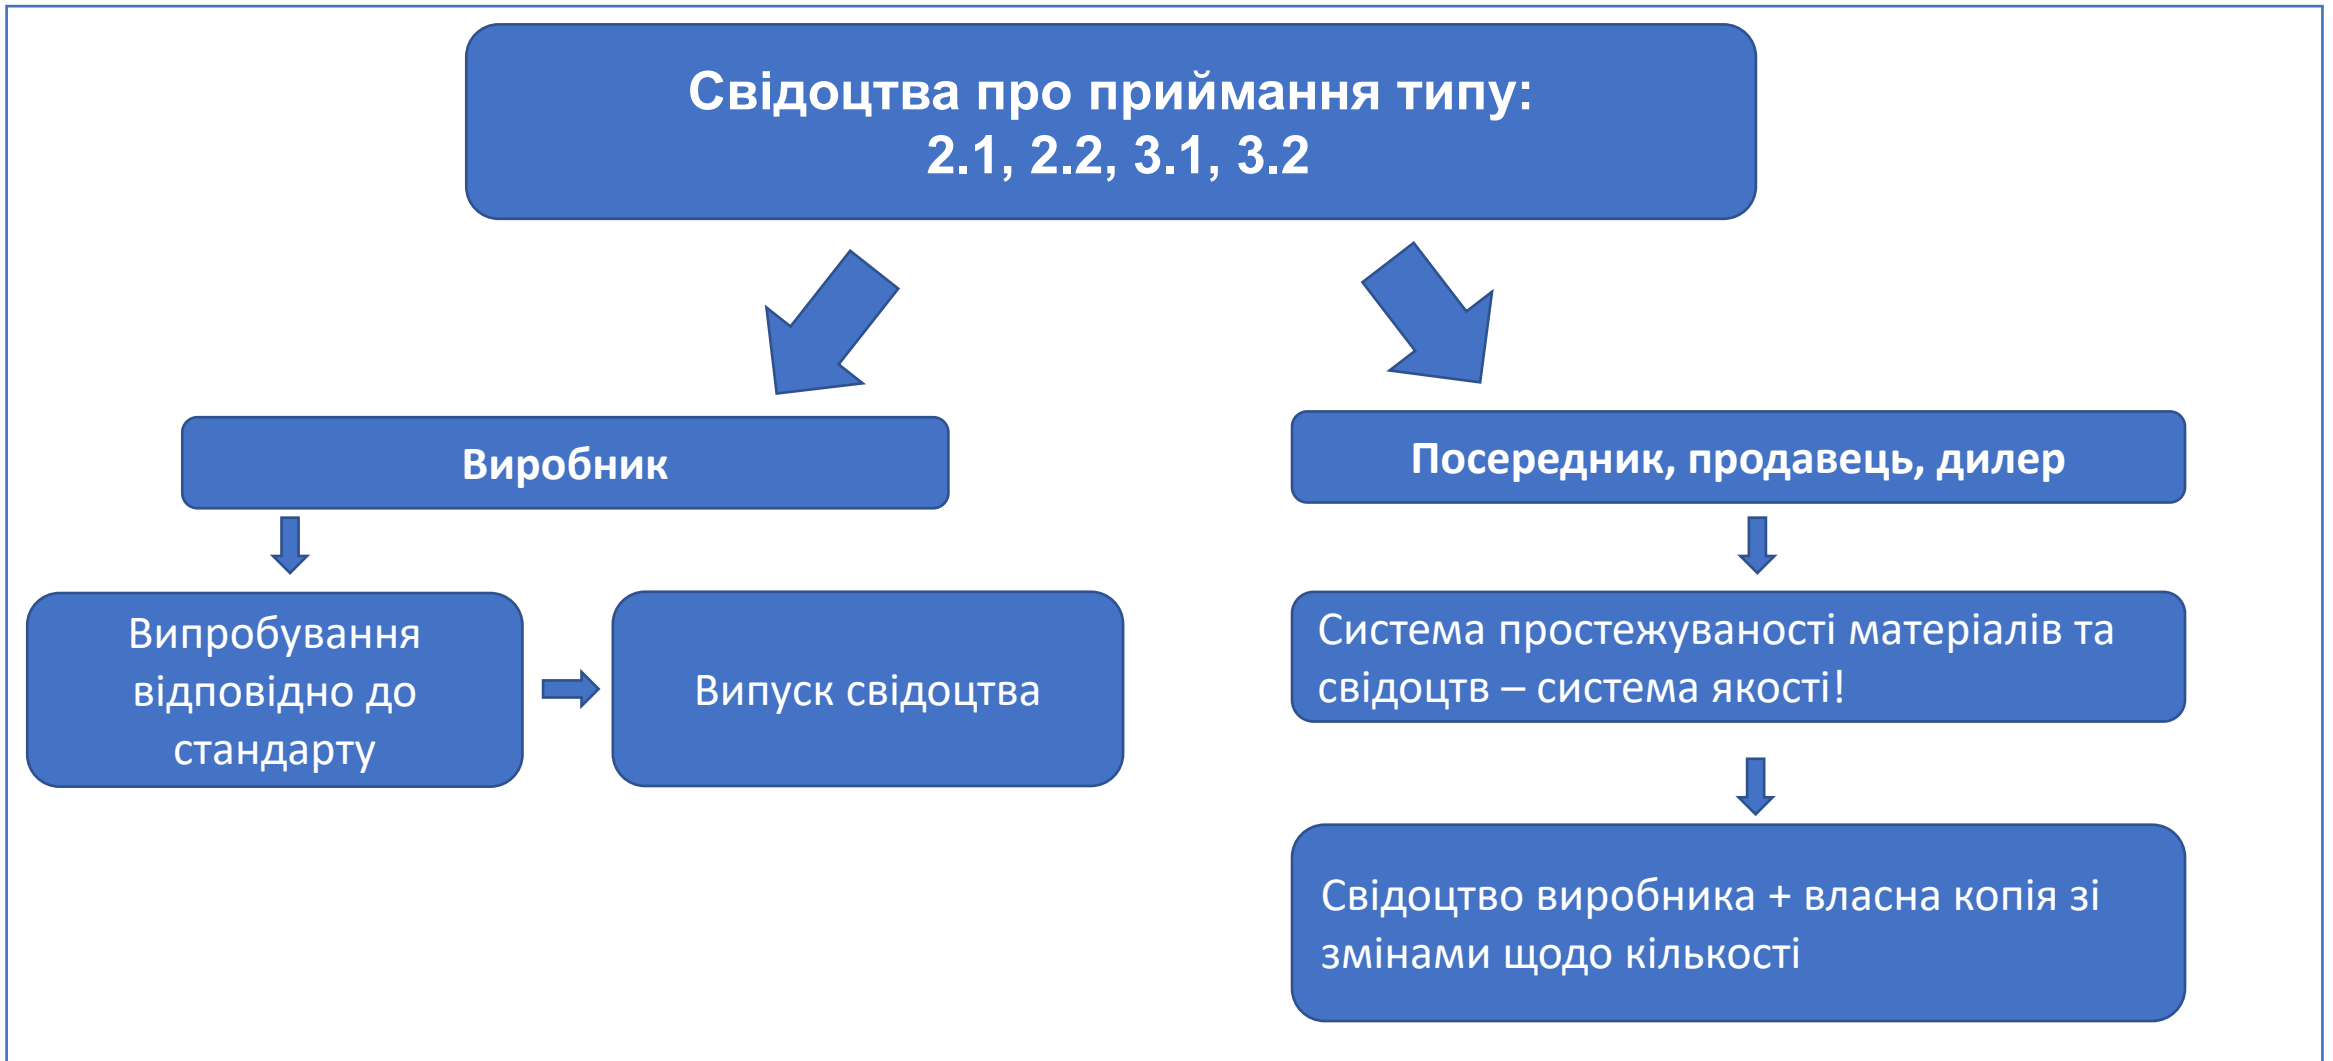 Свідоцтва про приймання типу:
2.1, 2.2, 3.1, 3.2
Виробник
Посередник, продавець, дилер
Випробування
відповідно до
стандарту
Випуск свідоцтва
Система простежуваності матеріалів та
свідоцтв – система якості!
Свідоцтво виробника + власна копія зі
змінами щодо кількості